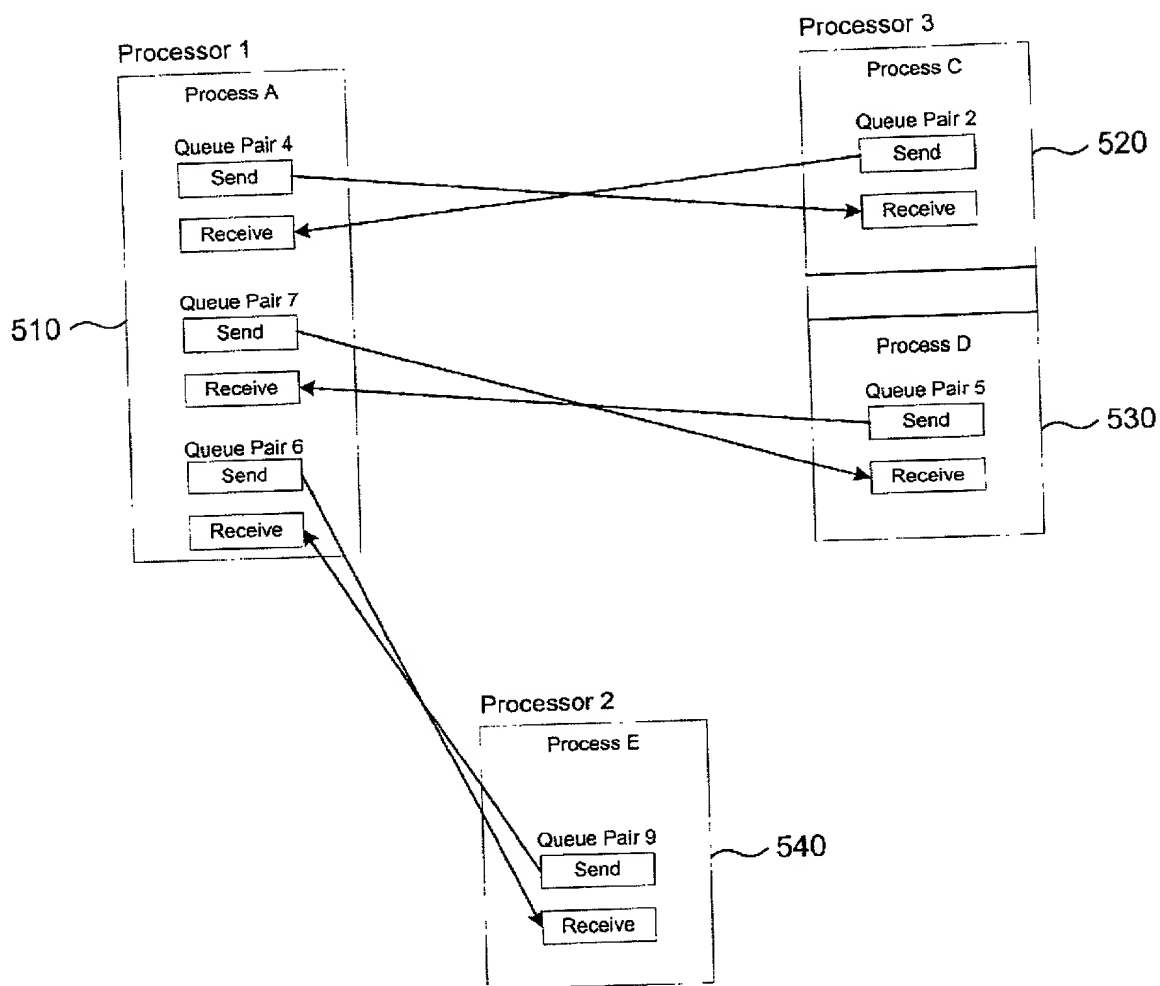 Processor 1
Process A
Queue Pair 4
Send
Receive
Queue Pair 7
Send
Receive
Queue Pair 6
Send
Receive
510
Processor 3
Process C
Queue Pair 2
Send
Receive
520
Process D
Queue Pair 5
Send
Receive
530
Processor 2
Process E
Queue Pair 9
Send
Receive
540